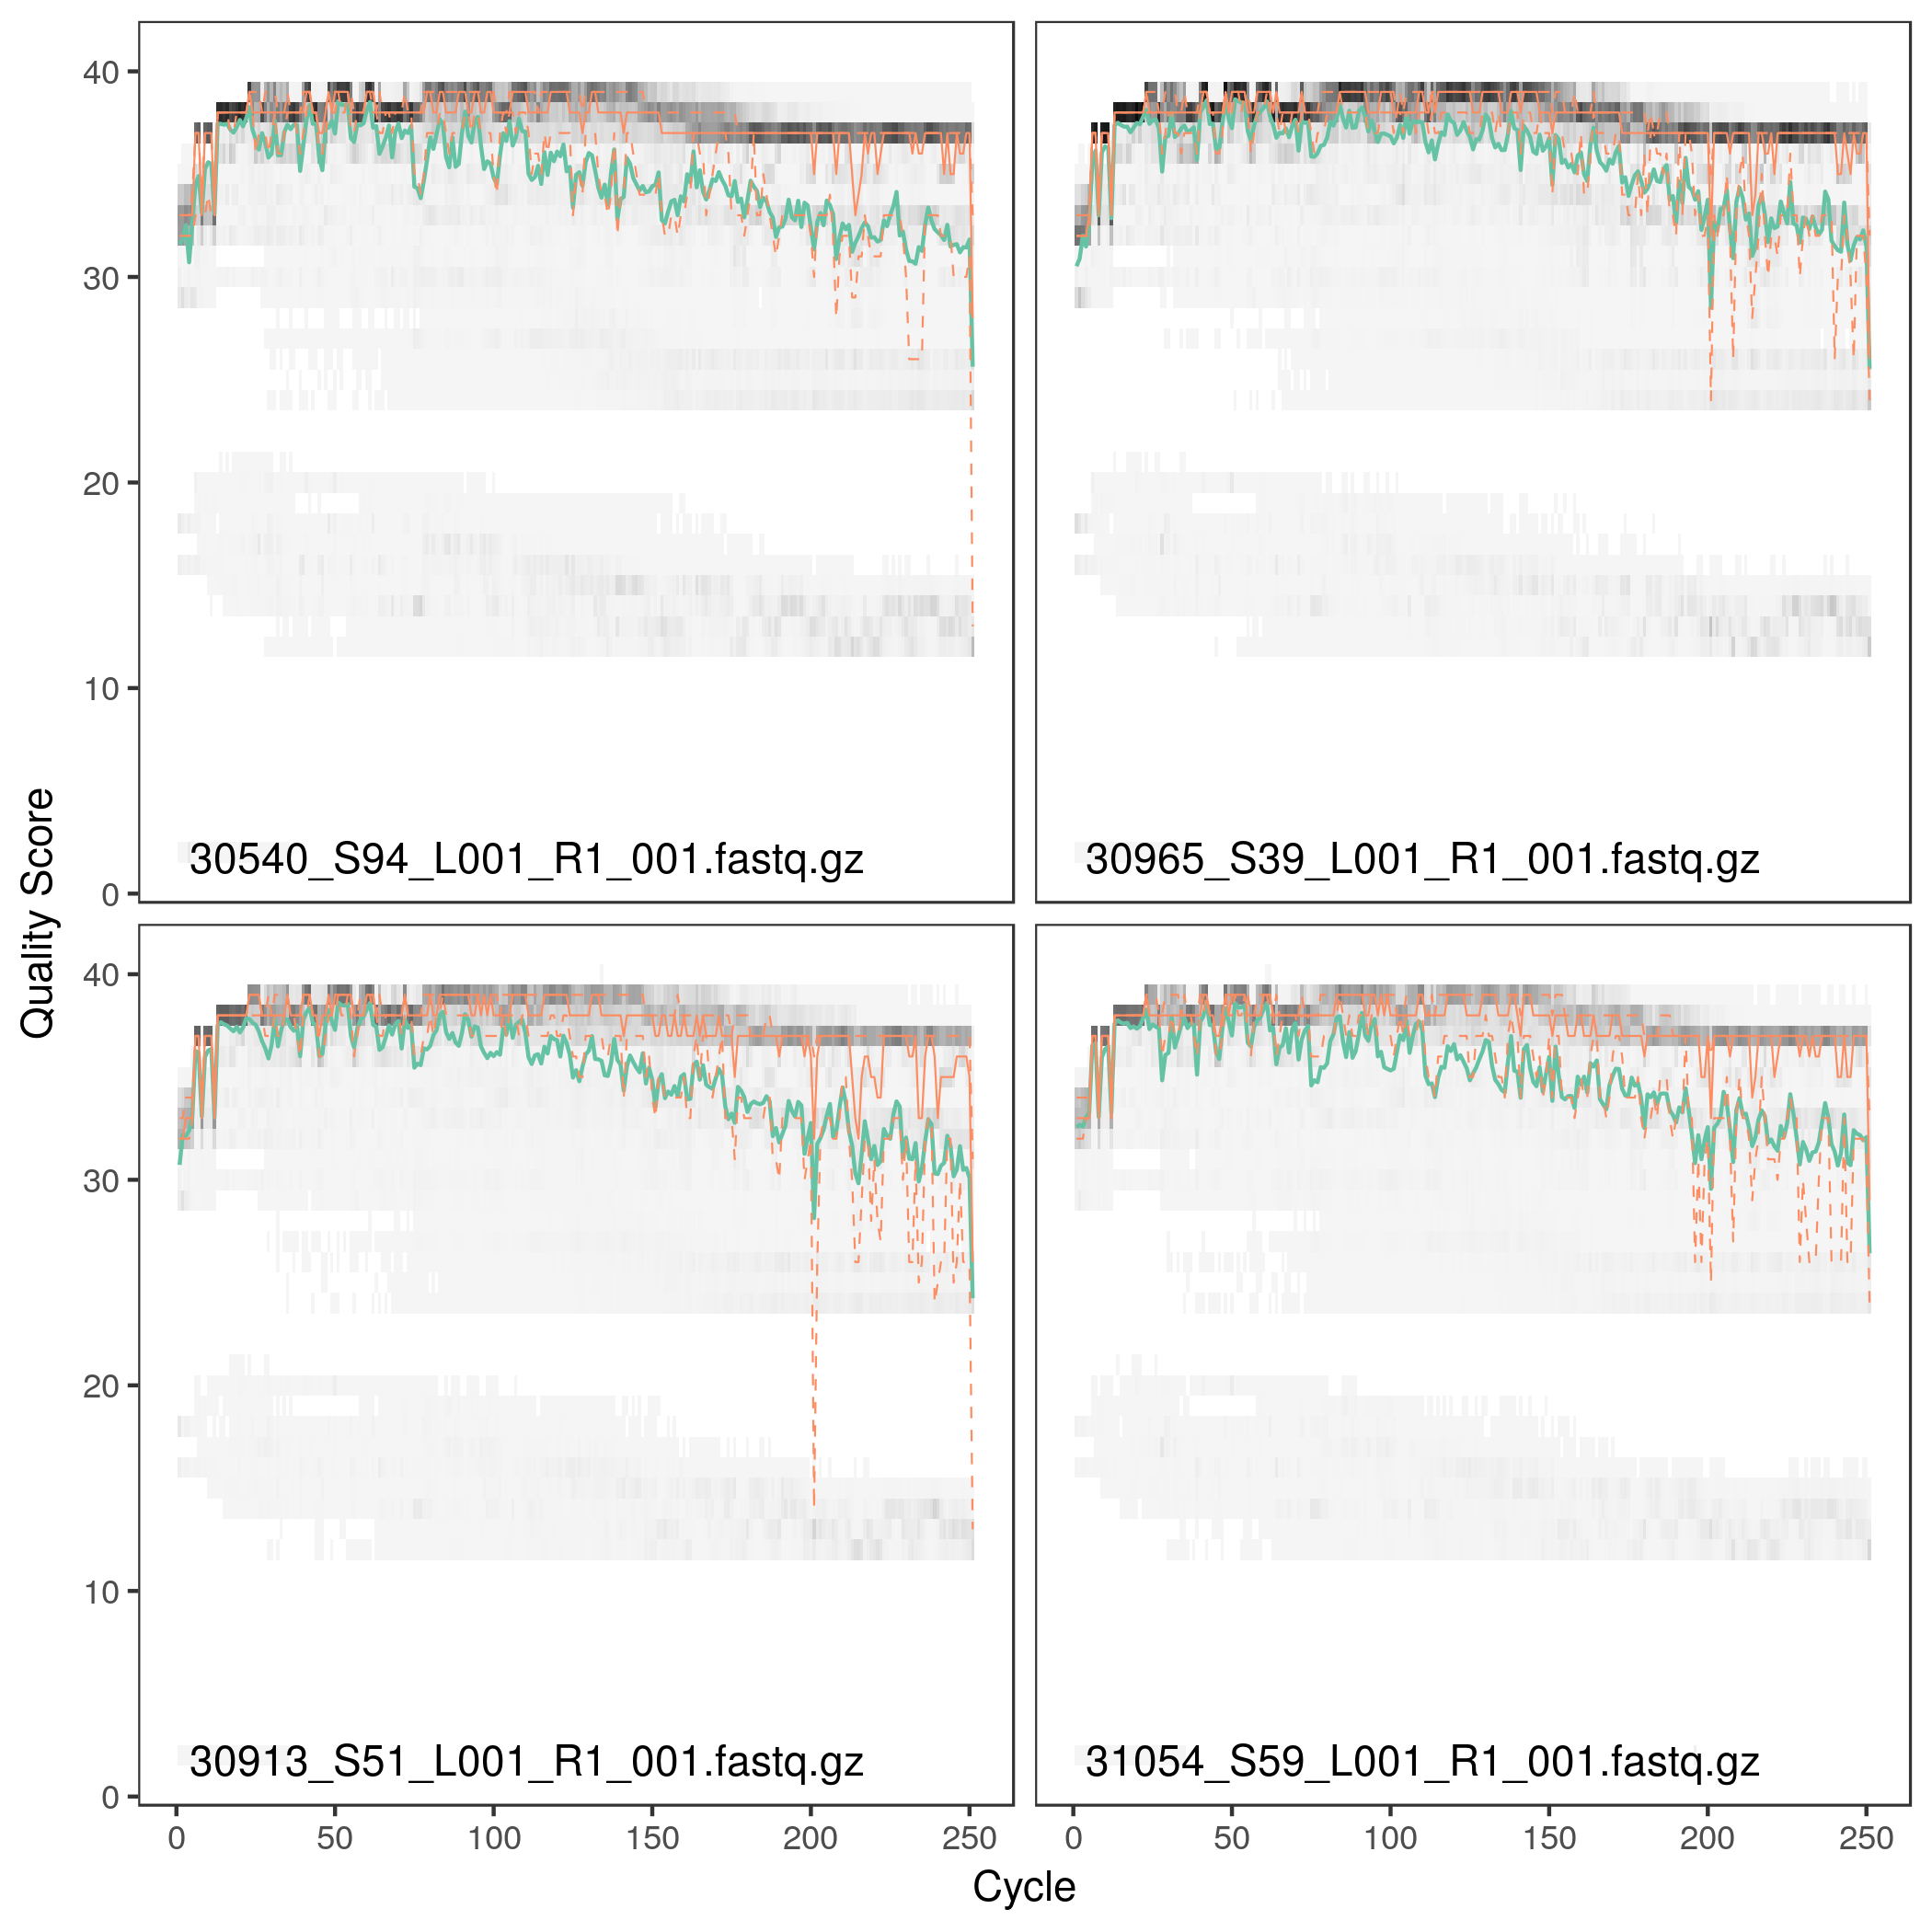 Quality Score
40
30
20
10
0
30540_S94_L001_R1_001.fastq.gz
30965_S39_L001_R1_001.fastq.gz
40
30
20
10
0
30913_S51_L001_R1_001.fastq.gz
31054_S59_L001_R1_001.fastq.gz
0 50 100 150 200 250
0 50 100 150 200 250
Cycle